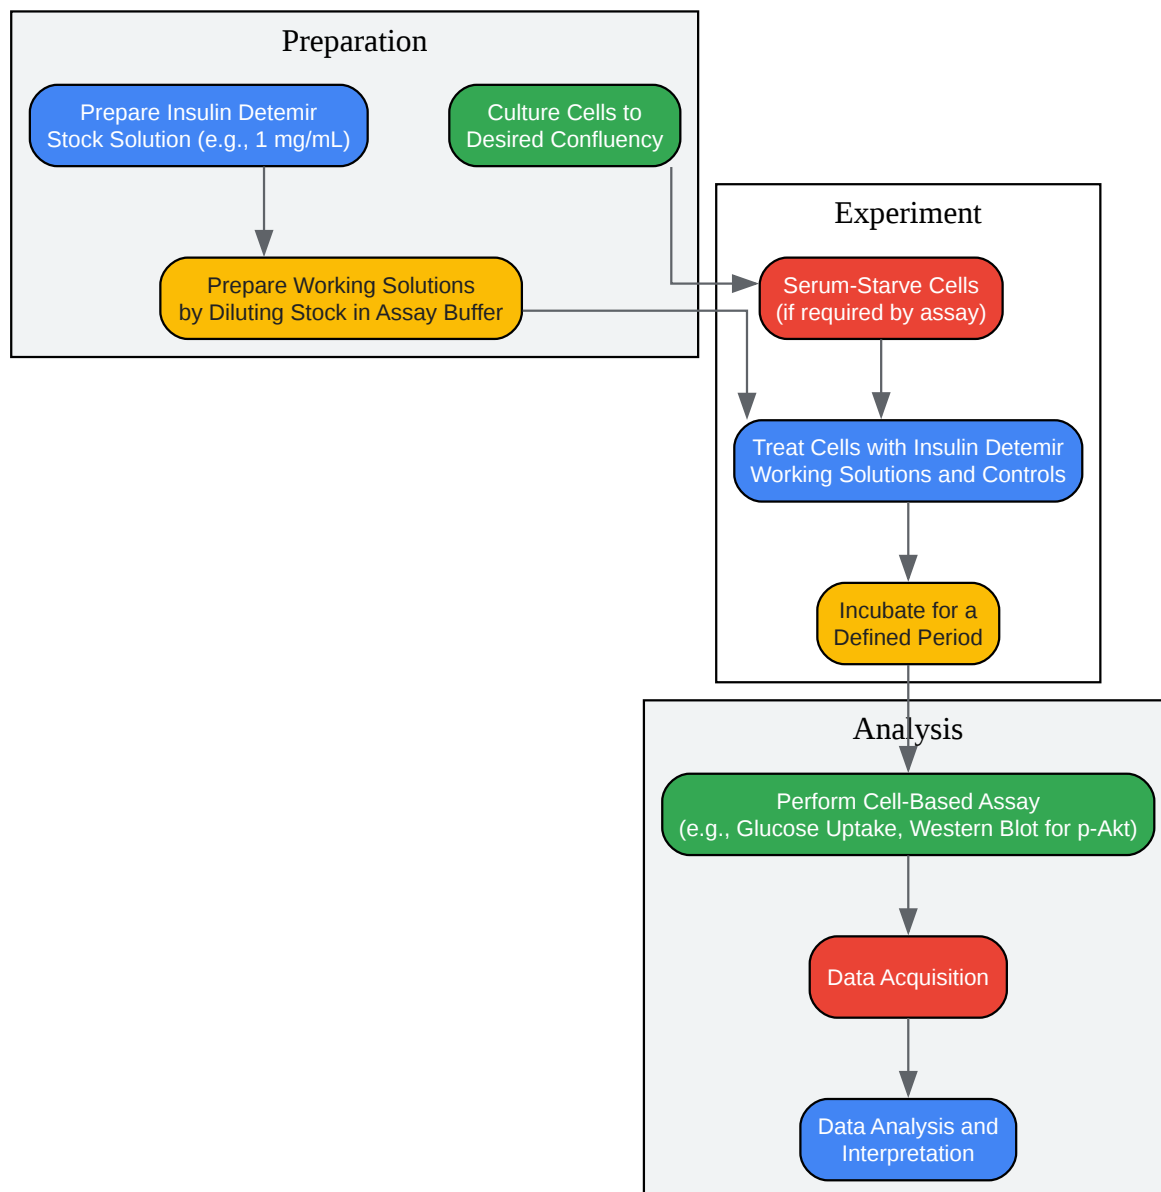 Preparation
Prepare Insulin Detemir
Stock Solution (e.g., 1 mg/mL)
Culture Cells to
Desired Confluency
Prepare Working Solutions
by Diluting Stock in Assay Buffer
Experiment
Serum-Starve Cells
(if required by assay)
Treat Cells with Insulin Detemir
Working Solutions and Controls
Incubate for a
Defined Period
Analysis
Perform Cell-Based Assay
(e.g., Glucose Uptake, Western Blot for p-Akt)
Data Acquisition
Data Analysis and
Interpretation